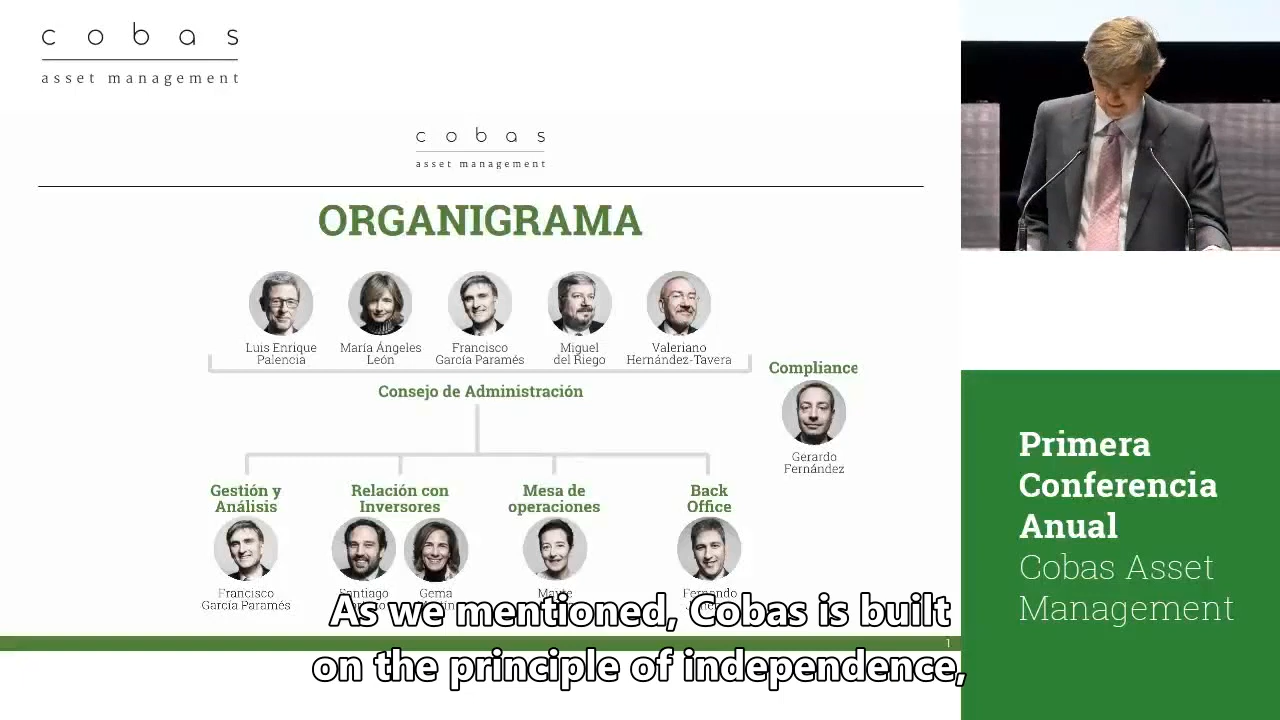 cobas
asset management
cobas
asset management
ORGANIGRAMA
Luis Enrique
Palencia
María Ángeles
León
Francisco
García Paramés
Miguel
del Riego
Valeriano
Hernández-Tavera
Consejo de Administración
Compliance
Gerardo
Fernández
Gestión y
Análisis
Relación con
Inversores
Mesa de
operaciones
Back
Office
Francisco
García Paramés
Santiago
Gema
Fernando
1
As we mentioned, Cobas is built
on the principle of independence,
Primera
Conferencia
Anual
Cobas Asset
Management